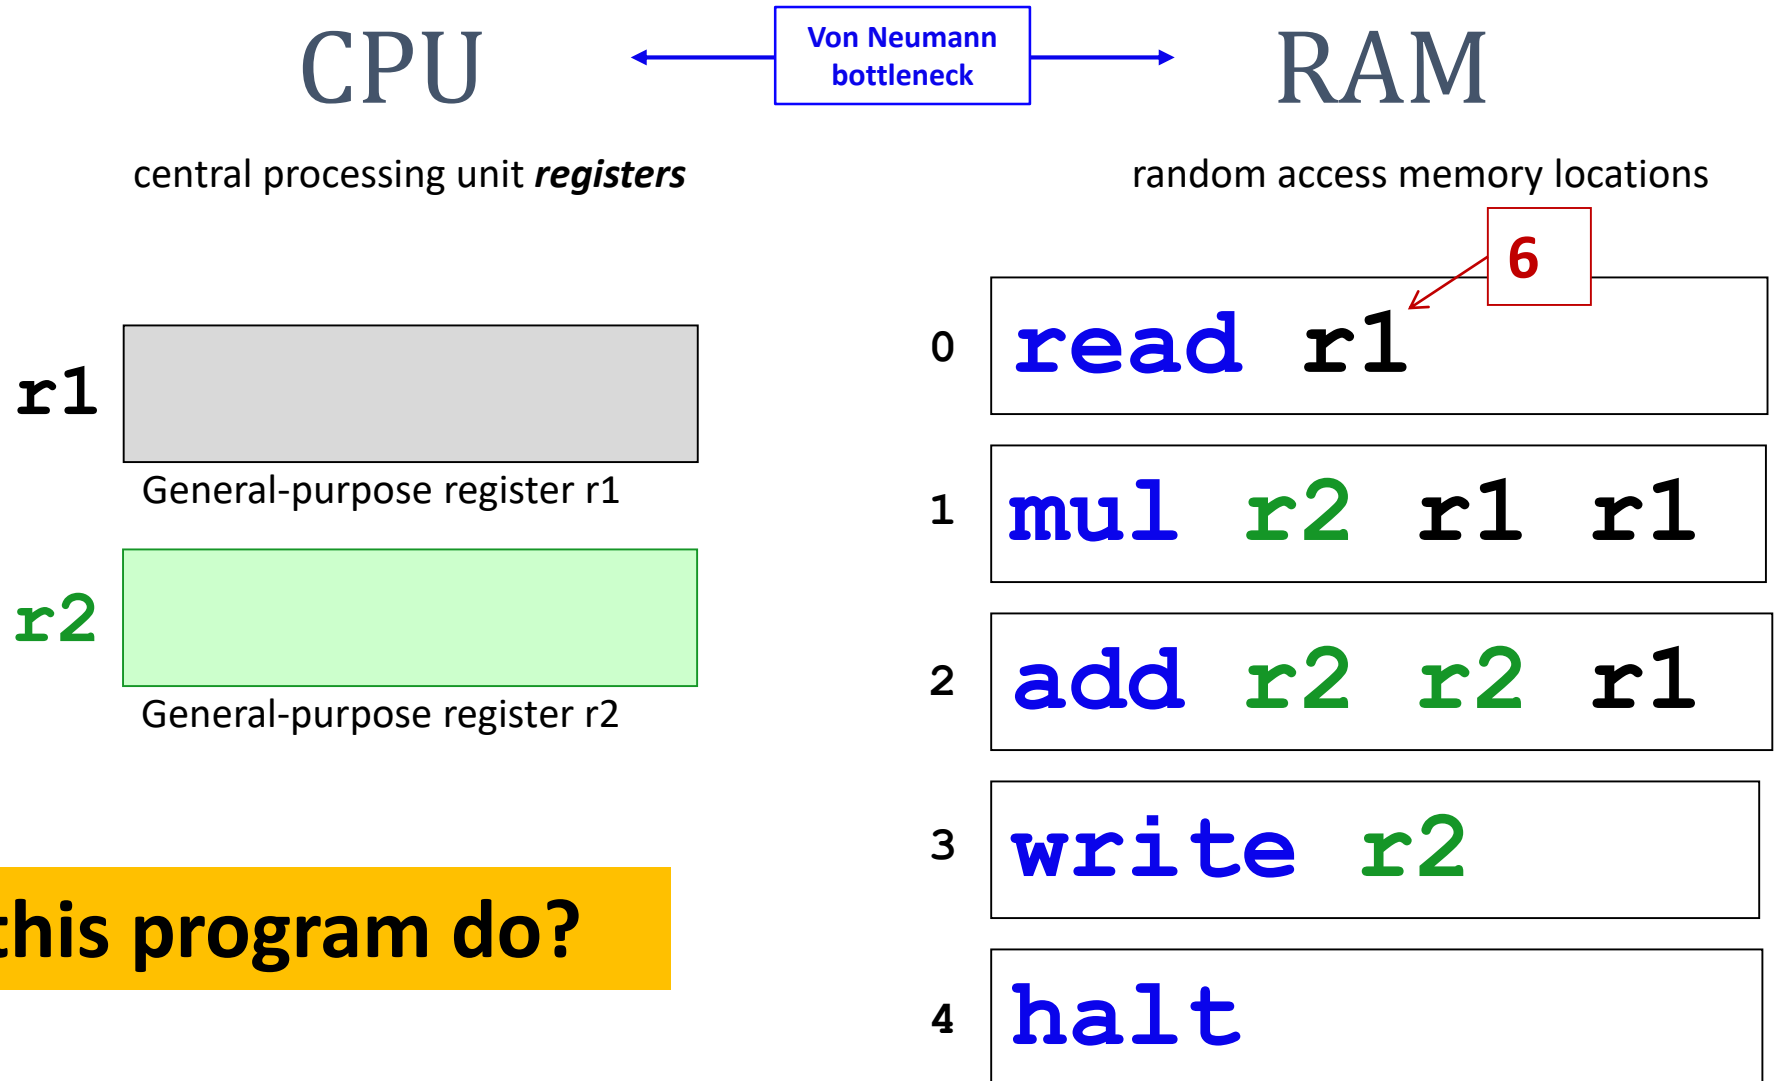 CPU
Von Neumann
bottleneck
RAM
central processing unit registers
random access memory locations
6
r1
General-purpose register r1
r2
General-purpose register r2
this program do?
0 read r1
1 mul r2 r1 r1
2 add r2 r2 r1
3 write r2
4 halt